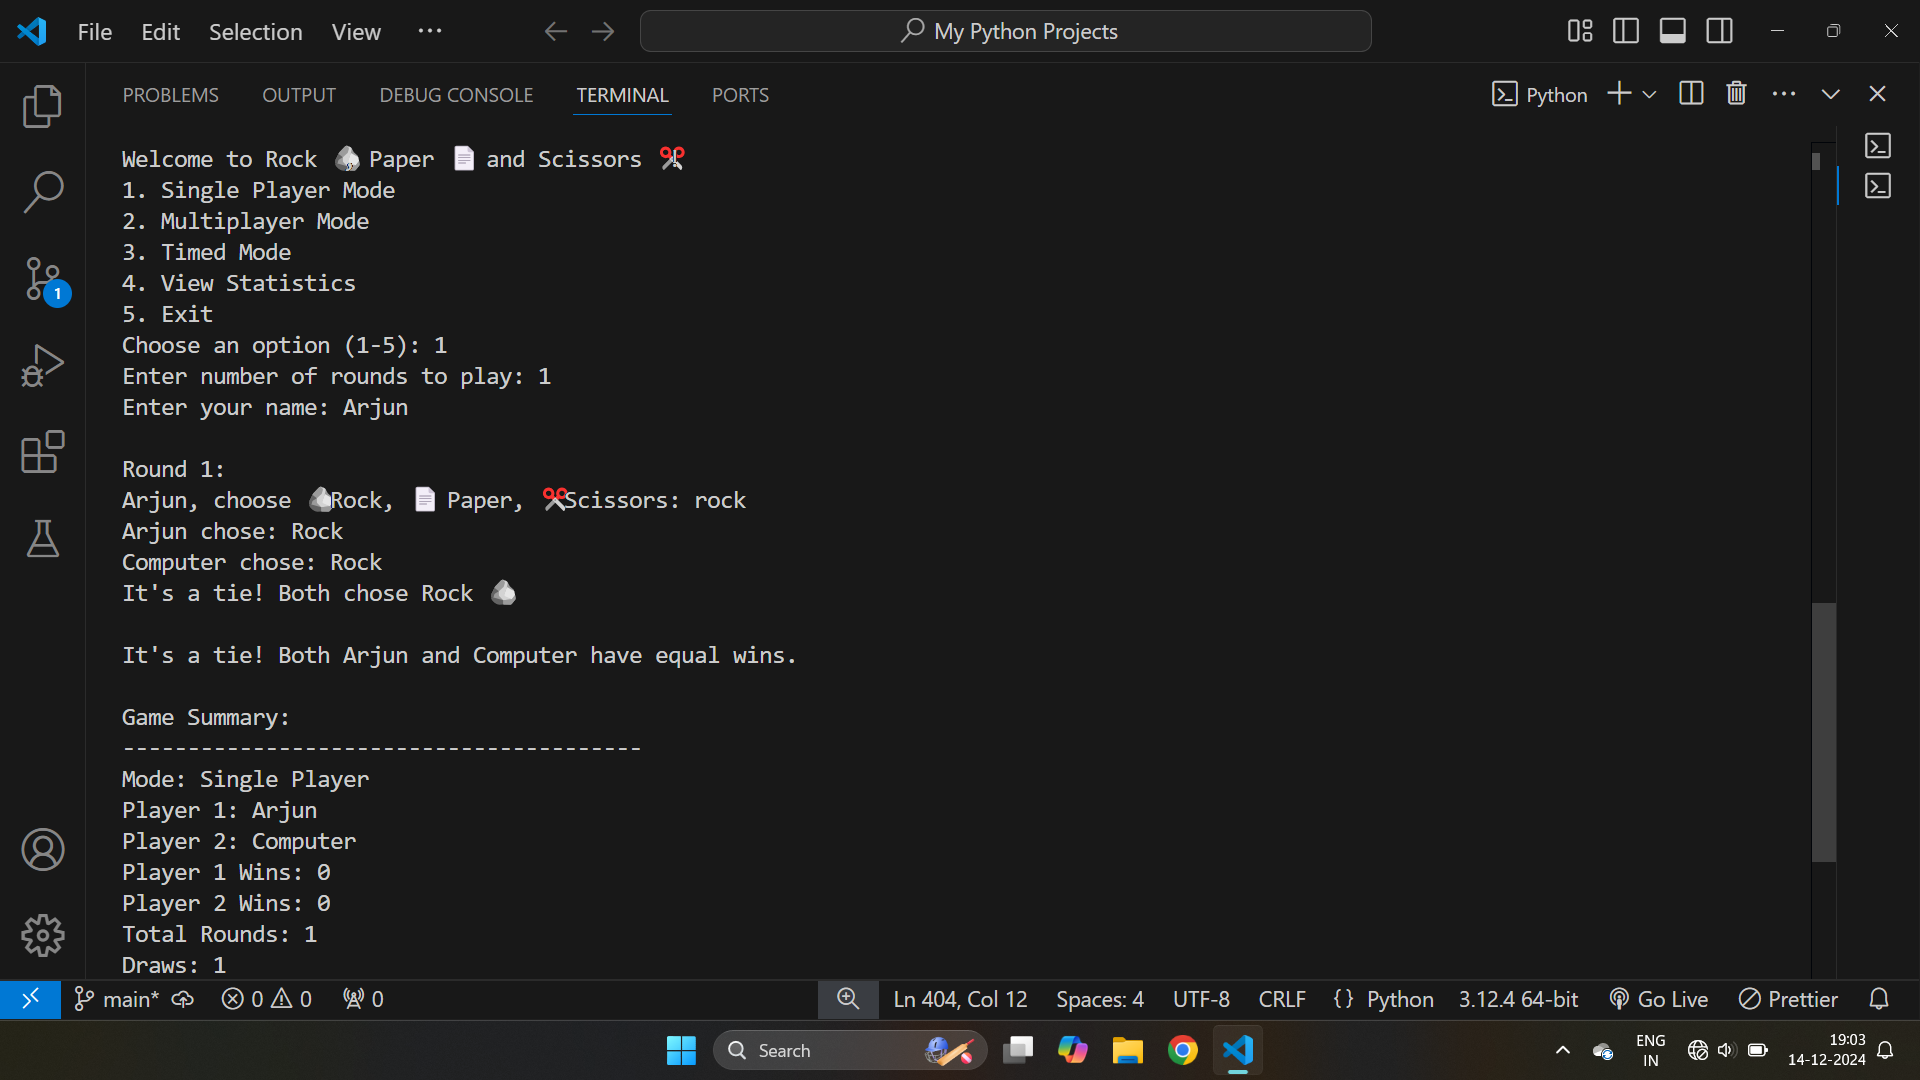 File Edit Selection View ··· My Python Projects
PROBLEMS OUTPUT DEBUG CONSOLE TERMINAL PORTS Python
Welcome to Rock 🪨 Paper 📄 and Scissors ✂️!
1. Single Player Mode
2. Multiplayer Mode
3. Timed Mode
4. View Statistics
5. Exit
Choose an option (1-5): 1
Enter number of rounds to play: 1
Enter your name: Arjun
Round 1:
Arjun, choose 🪨Rock, 📄 Paper, ✂️Scissors: rock
Arjun chose: Rock
Computer chose: Rock
It's a tie! Both chose Rock 🪨
It's a tie! Both Arjun and Computer have equal wins.
Game Summary:
----------------------------------------
Mode: Single Player
Player 1: Arjun
Player 2: Computer
Player 1 Wins: 0
Player 2 Wins: 0
Total Rounds: 1
Draws: 1
1
main* 0 0 0 Ln 404, Col 12 Spaces: 4 UTF-8 CRLF {} Python 3.12.4 64-bit Go Live Prettier
Search ENG 19:03
IN 14-12-2024